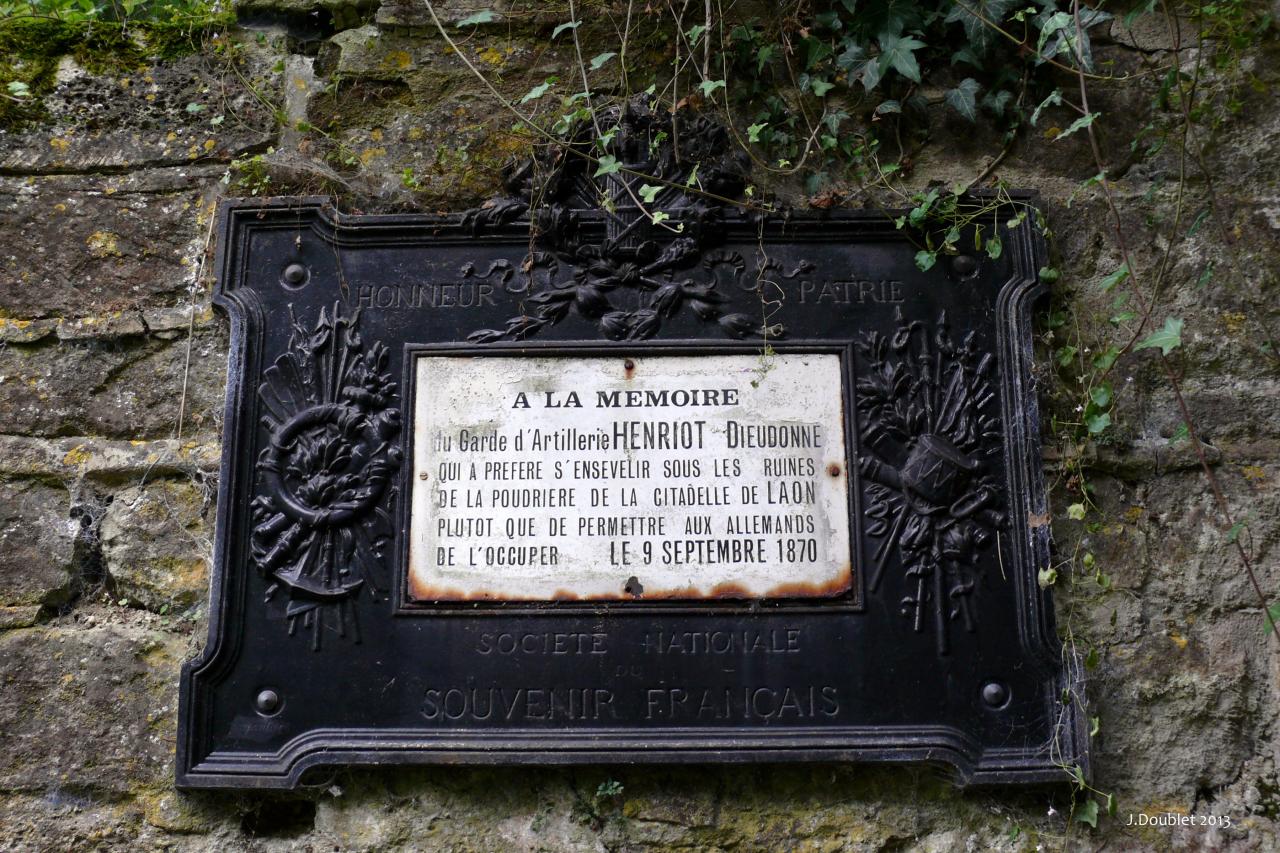 HONNEUR PATRIE
A LA MEMOIRE
du Garde d'Artillerie HENRIOT DIEUDONNE
QUI A PREFERE S'ENSEVELIR SOUS LES RUINES
DE LA POUDRIERE DE LA CITADELLE DE LAON
PLUTOT QUE DE PERMETTRE AUX ALLEMANDS
DE L'OCCUPER LE 9 SEPTEMBRE 1870
SOCIETE NATIONALE
DU
SOUVENIR FRANÇAIS
J.Doublet 2013